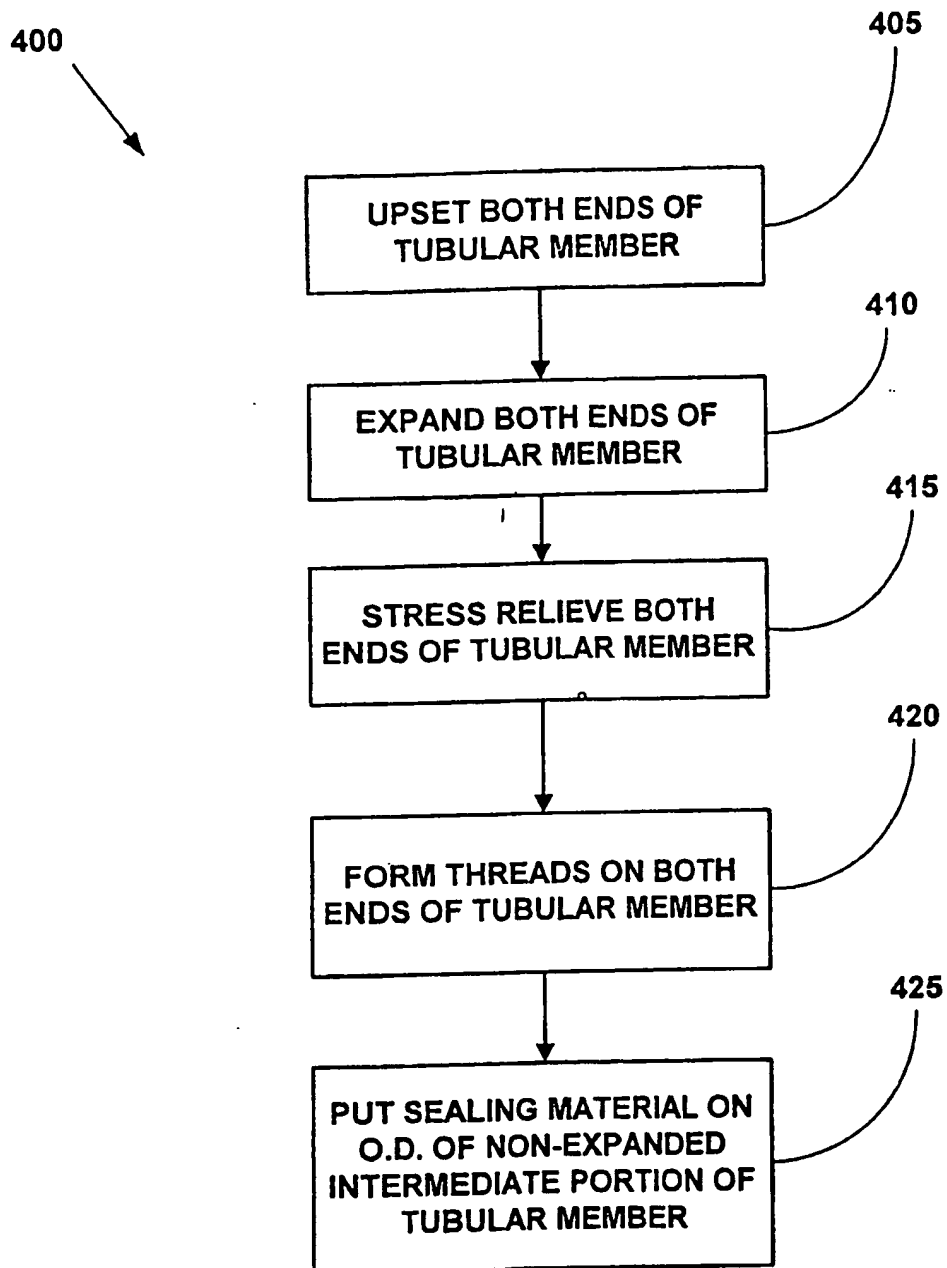 400
405
UPSET BOTH ENDS OF
TUBULAR MEMBER
410
EXPAND BOTH ENDS OF
TUBULAR MEMBER
415
STRESS RELIEVE BOTH
ENDS OF TUBULAR MEMBER
420
FORM THREADS ON BOTH
ENDS OF TUBULAR MEMBER
425
PUT SEALING MATERIAL ON
O.D. OF NON-EXPANDED
INTERMEDIATE PORTION OF
TUBULAR MEMBER